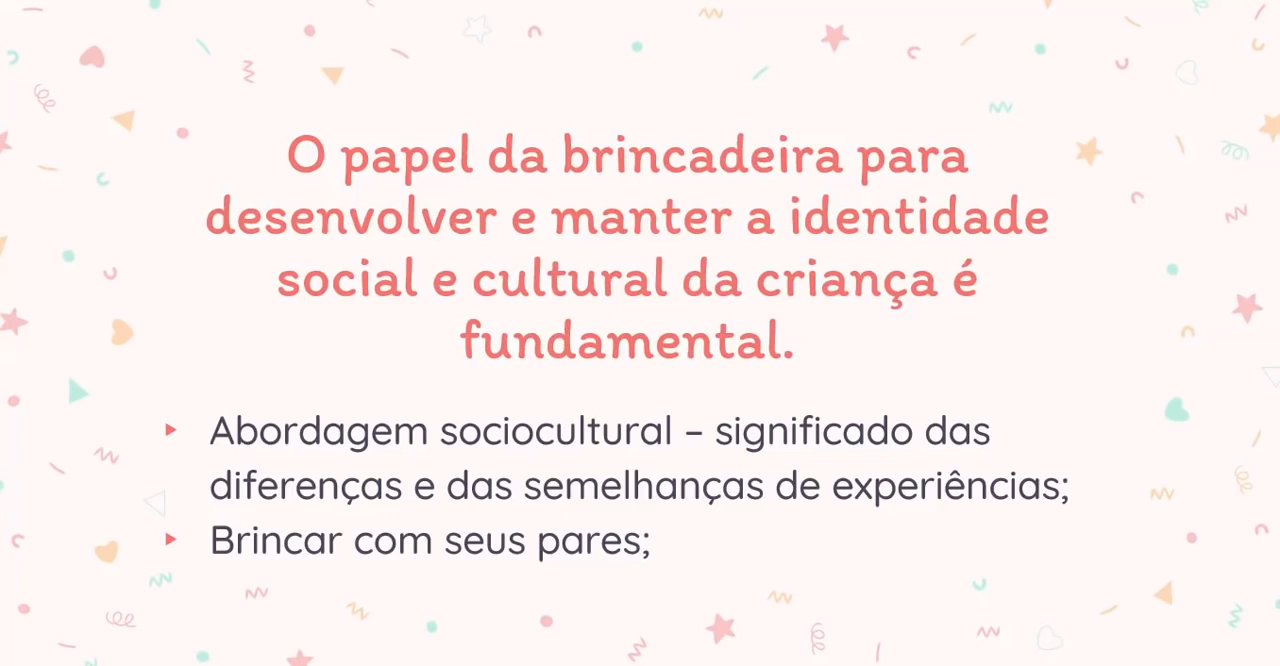 O papel da brincadeira para
desenvolver e manter a identidade
social e cultural da criança é
fundamental.
▸ Abordagem sociocultural – significado das
diferenças e das semelhanças de experiências;
▸ Brincar com seus pares;